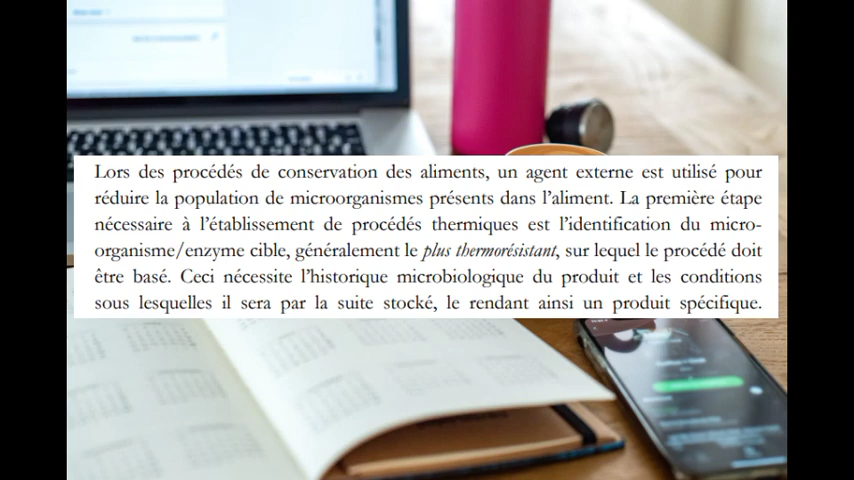 Lors des procédés de conservation des aliments, un agent externe est utilisé pour
réduire la population de microorganismes présents dans l'aliment. La première étape
nécessaire à l'établissement de procédés thermiques est l'identification du micro-
organisme/enzyme cible, généralement le plus thermorésistant, sur lequel le procédé doit
être basé. Ceci nécessite l'historique microbiologique du produit et les conditions
sous lesquelles il sera par la suite stocké, le rendant ainsi un produit spécifique.